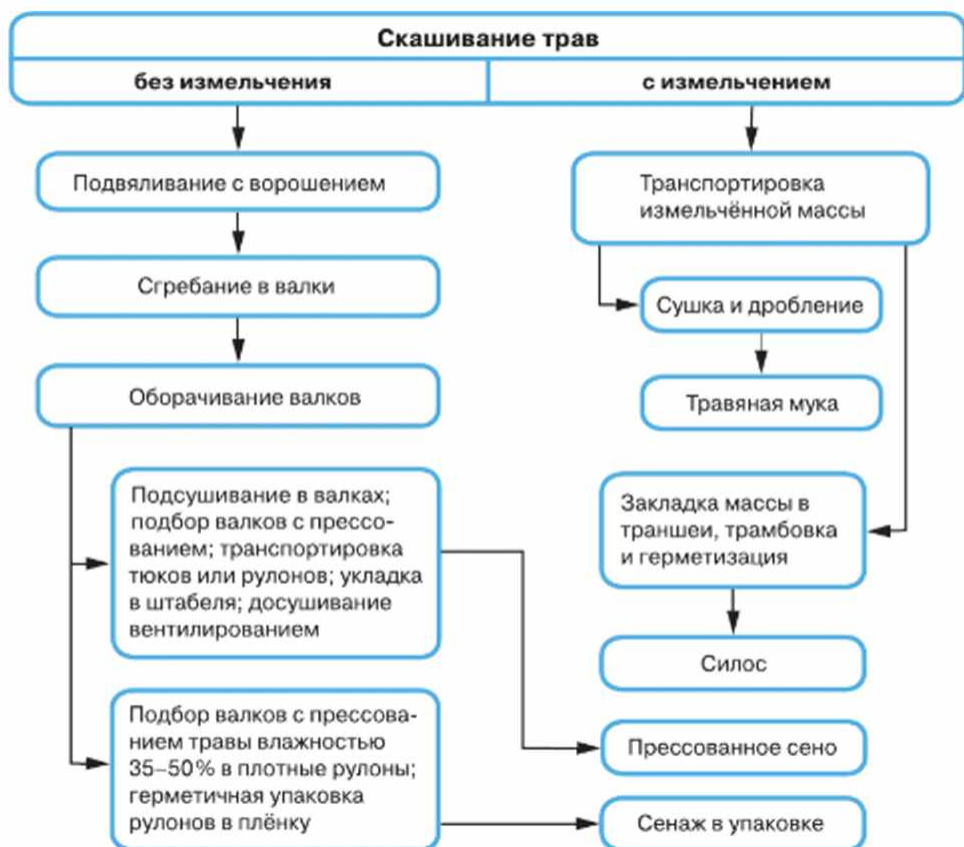 Скашивание трав
без измельчения
с измельчением
Подвяливание с ворошением
Сгребание в валки
Оборачивание валков
Подсушивание в валках;
подбор валков с прессо-
ванием; транспортировка
тюков или рулонов; укладка
в штабеля; досушивание
вентилированием
Подбор валков с прессова-
нием травы влажностью
35–50% в плотные рулоны;
герметичная упаковка
рулонов в плёнку
Транспортировка
измельчённой массы
Сушка и дробление
Травяная мука
Закладка массы в
траншеи, трамбовка
и герметизация
Силос
Прессованное сено
Сенаж в упаковке